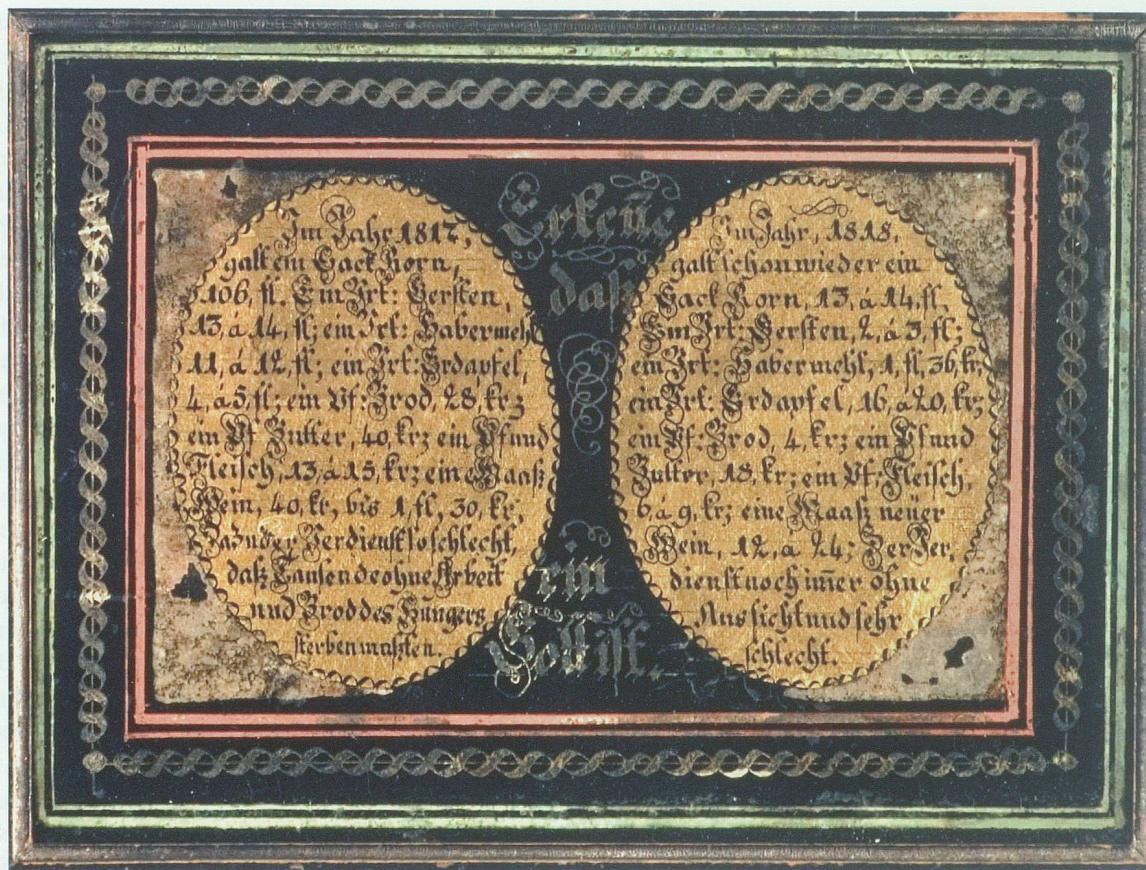 Im Jahr 1817,
galt ein Sack Korn,
106, fl. Ein Vrt: Gersten,
13, á 14, fl; ein Vrt: Habermehl
11, á 12, fl; ein Vrt: Erdapfel,
4, á 5, fl; ein Pf: Brod, 28, kr;
ein Pf Butter, 40, kr; ein Pfund
Fleisch, 13, á 15, kr; ein Maaß
Wein, 40, kr, bis 1, fl, 30, kr,
der Verdienst so schlecht,
daß Tausende ohne Arbeit
und Brod des Hungers
sterben mußten.
Erken̄e
daß
ein
Gott ist.
Im Jahr, 1818,
galt schon wieder ein
Sack Korn, 13, á 14, fl,
Ein Vrt: Gersten, 2, á 3, fl;
ein Vrt: Habermehl, 1, fl, 36, kr,
ein Vrt: Erdapfel, 16, á 20, kr;
ein Pf: Brod, 4, kr; ein Pfund
Butter, 18, kr; ein Pf: Fleisch,
6 á 9, kr; eine Maaß neüer
Wein, 12, a 24; Der Ver,
dienst noch im̄er ohne
Aussicht und sehr
schlecht.